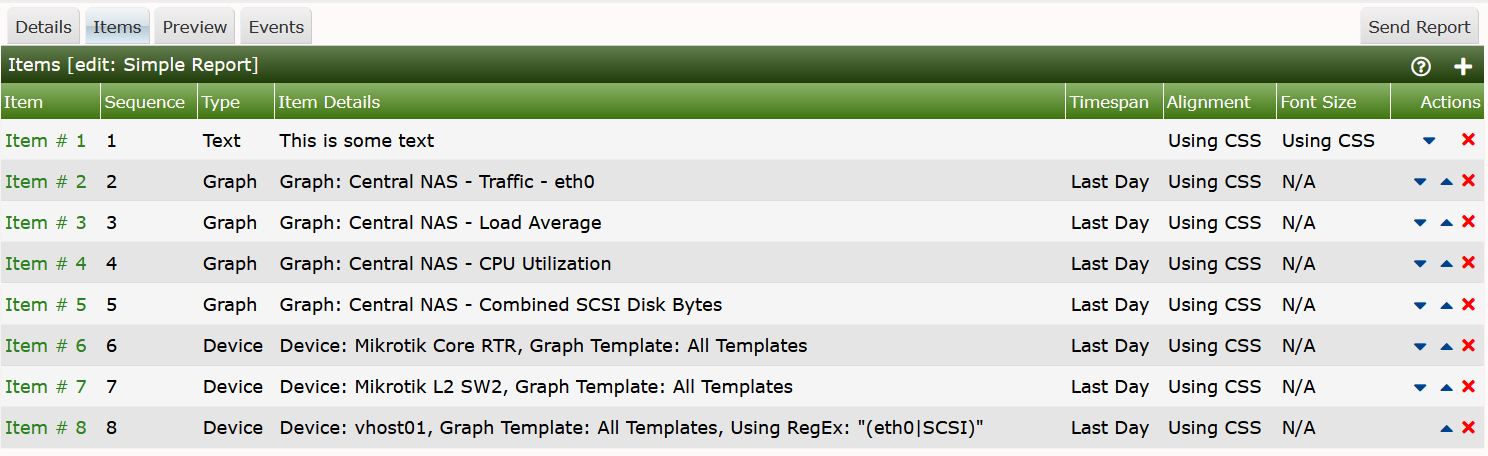 Details Items Preview Events Send Report
Items [edit: Simple Report]
Item Sequence Type Item Details Timespan Alignment Font Size Actions
Item # 1 1 Text This is some text Using CSS Using CSS
Item # 2 2 Graph Graph: Central NAS - Traffic - eth0 Last Day Using CSS N/A
Item # 3 3 Graph Graph: Central NAS - Load Average Last Day Using CSS N/A
Item # 4 4 Graph Graph: Central NAS - CPU Utilization Last Day Using CSS N/A
Item # 5 5 Graph Graph: Central NAS - Combined SCSI Disk Bytes Last Day Using CSS N/A
Item # 6 6 Device Device: Mikrotik Core RTR, Graph Template: All Templates Last Day Using CSS N/A
Item # 7 7 Device Device: Mikrotik L2 SW2, Graph Template: All Templates Last Day Using CSS N/A
Item # 8 8 Device Device: vhost01, Graph Template: All Templates, Using RegEx: "(eth0|SCSI)" Last Day Using CSS N/A